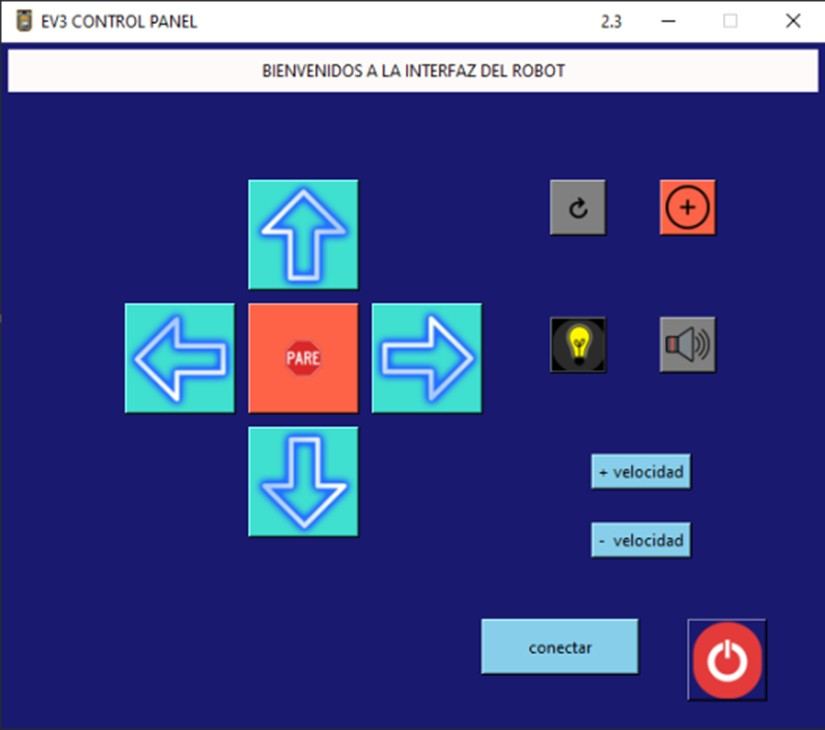 EV3 CONTROL PANEL 2.3
BIENVENIDOS A LA INTERFAZ DEL ROBOT
PARE
+ velocidad
- velocidad
conectar